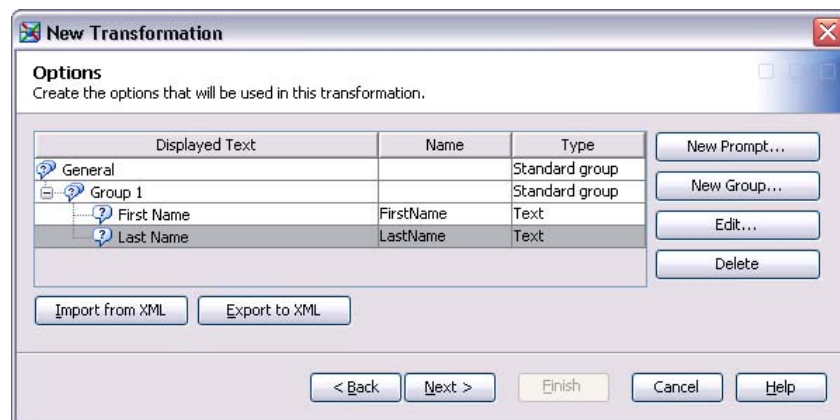 New Transformation
Options
Create the options that will be used in this transformation.
Displayed Text Name Type
General Standard group
Group 1 Standard group
First Name FirstName Text
Last Name LastName Text
New Prompt...
New Group...
Edit...
Delete
Import from XML Export to XML
< Back Next > Finish Cancel Help